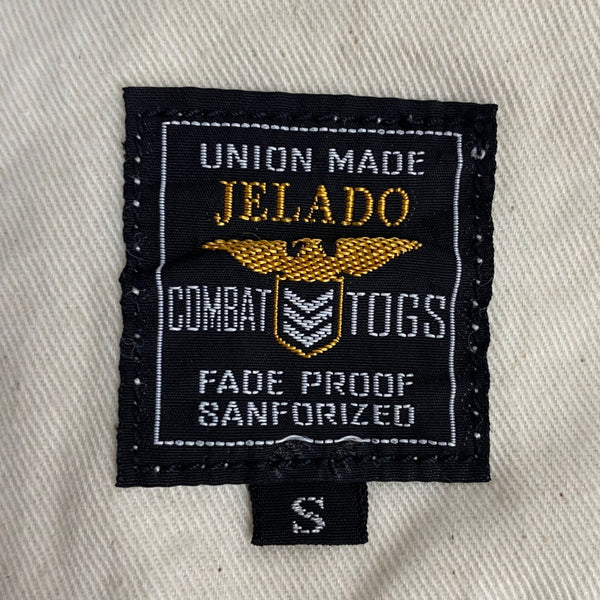 UNION MADE
JELADO
COMBAT TOGS
FADE PROOF
SANFORIZED
S